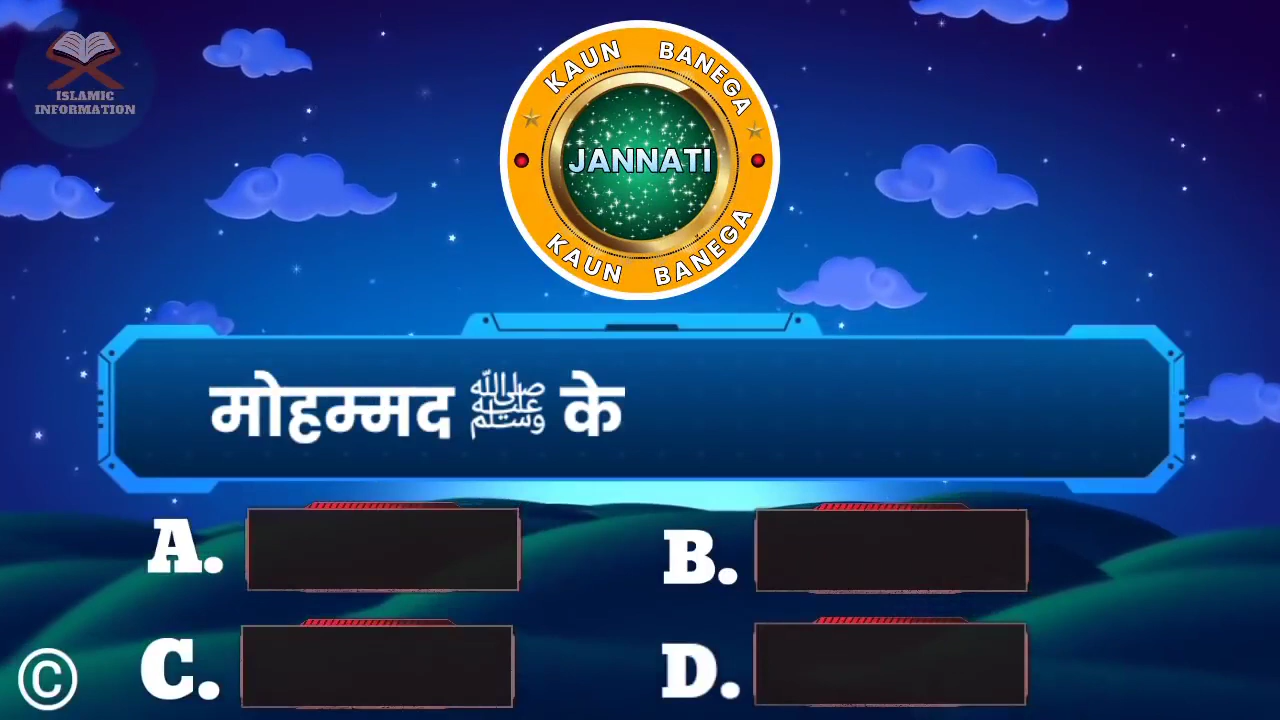 ISLAMIC
INFORMATION
KAUN BANEGA
JANNATI
KAUN BANEGA
मोहम्मद ﷺ के
A.
B.
C.
D.
©